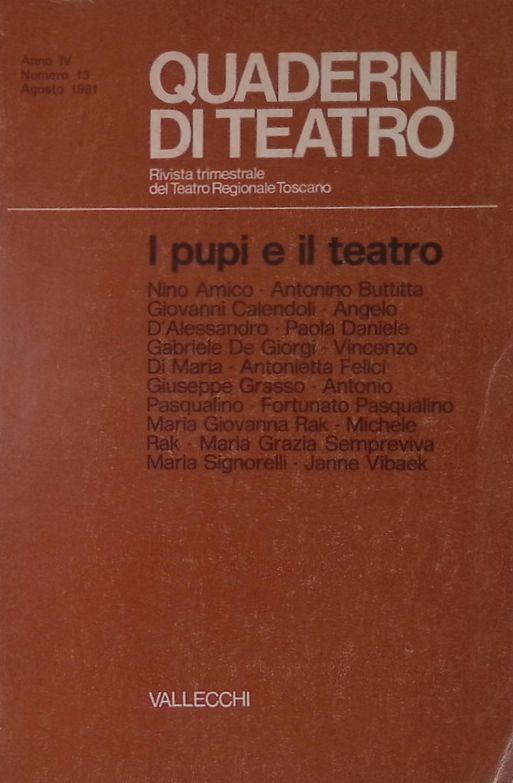 Anno IV
Numero 13
Agosto 1981
QUADERNI
DI TEATRO
Rivista trimestrale
del Teatro Regionale Toscano
I pupi e il teatro
Nino Amico · Antonino Buttitta
Giovanni Calendoli · Angelo
D'Alessandro · Paola Daniele
Gabriele De Giorgi · Vincenzo
Di Maria · Antonietta Felici
Giuseppe Grasso · Antonio
Pasqualino · Fortunato Pasqualino
Maria Giovanna Rak · Michele
Rak · Maria Grazia Sempreviva
Maria Signorelli · Janne Vibaek
VALLECCHI